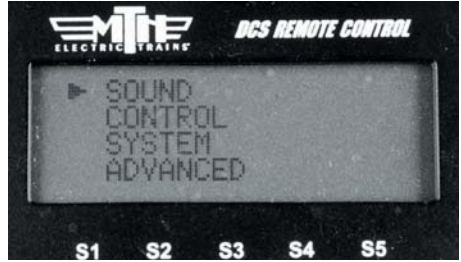 MTH
ELECTRIC TRAINS
DCS REMOTE CONTROL
SOUND
CONTROL
SYSTEM
ADVANCED
S1 S2 S3 S4 S5